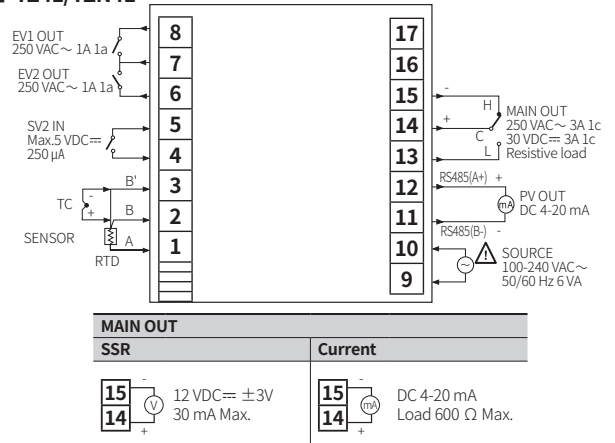 8
EV1 OUT
250 VAC～ 1A 1a
7
EV2 OUT
250 VAC～ 1A 1a
6
SV2 IN
Max.5 VDC⎓
250 µA
5
4
TC
-
+
B'
3
B
2
SENSOR
A
1
RTD
17
16
15
-
H
14
+
C
MAIN OUT
250 VAC～ 3A 1c
30 VDC⎓ 3A 1c
Resistive load
13
L
RS485(A+) +
12
mA
PV OUT
DC 4-20 mA
11
RS485(B-) -
10
SOURCE
100-240 VAC～
50/60 Hz 6 VA
9
MAIN OUT
SSR
Current
15
-
14
+
V
12 VDC⎓ ±3V
30 mA Max.
15
-
14
+
mA
DC 4-20 mA
Load 600 Ω Max.